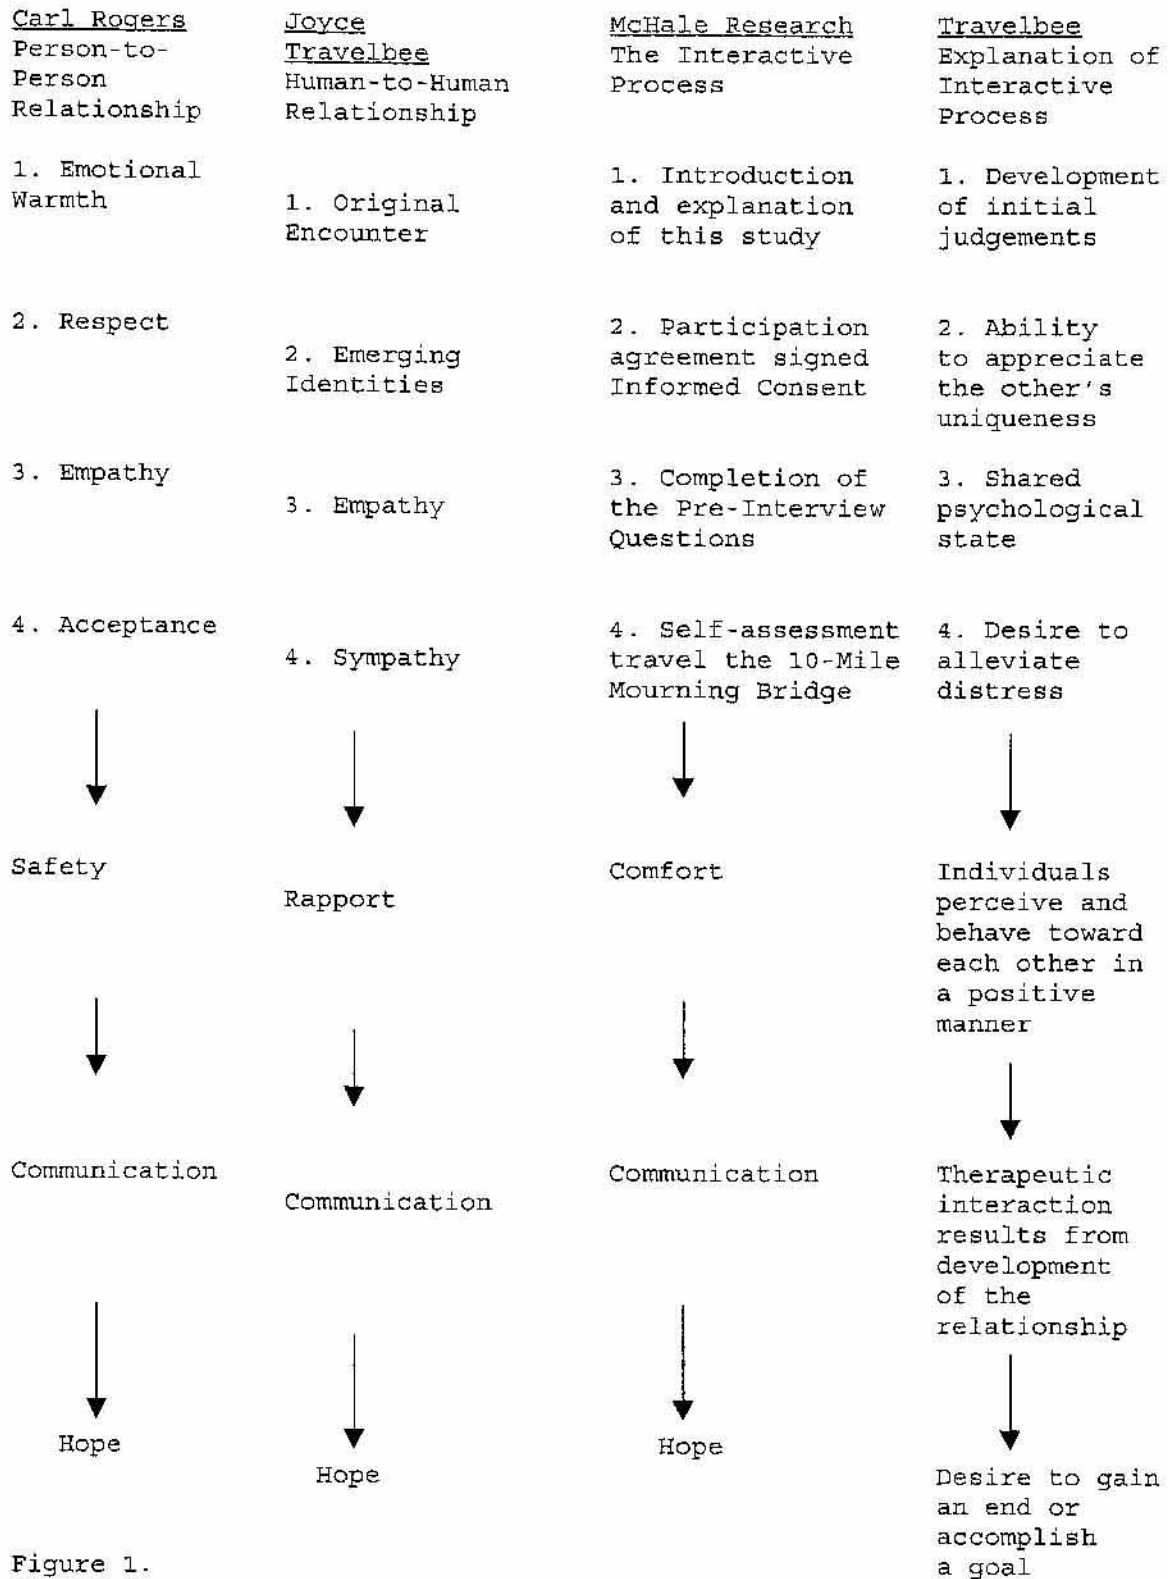 Carl Rogers
Person-to-
Person
Relationship
1. Emotional
Warmth
2. Respect
3. Empathy
4. Acceptance
Safety
Communication
Hope
Joyce
Travelbee
Human-to-Human
Relationship
1. Original
Encounter
2. Emerging
Identities
3. Empathy
4. Sympathy
Rapport
Communication
Hope
McHale Research
The Interactive
Process
1. Introduction
and explanation
of this study
2. Participation
agreement signed
Informed Consent
3. Completion of
the Pre-Interview
Questions
4. Self-assessment
travel the 10-Mile
Mourning Bridge
Comfort
Communication
Hope
Travelbee
Explanation of
Interactive
Process
1. Development
of initial
judgements
2. Ability
to appreciate
the other's
uniqueness
3. Shared
psychological
state
4. Desire to
alleviate
distress
Individuals
perceive and
behave toward
each other in
a positive
manner
Therapeutic
interaction
results from
development
of the
relationship
Desire to gain
an end or
accomplish
a goal
Figure 1.